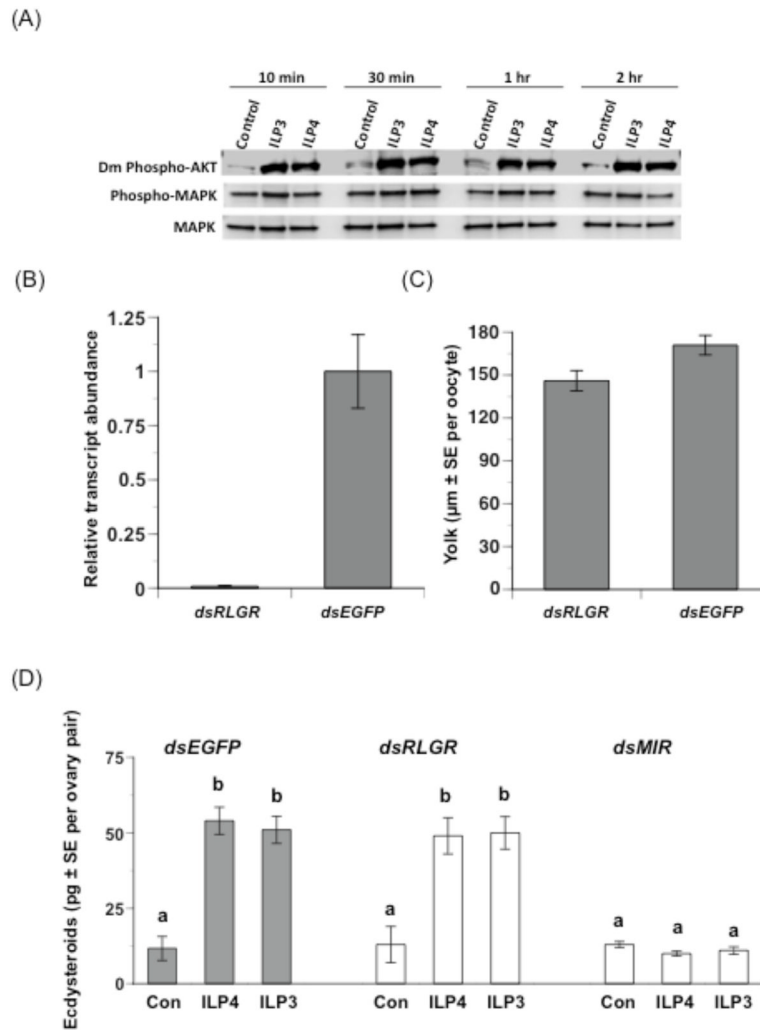 (A)
10 min 30 min 1 hr 2 hr
Control ILP3 ILP4 Control ILP3 ILP4 Control ILP3 ILP4 Control ILP3 ILP4
Dm Phospho-AKT
Phospho-MAPK
MAPK
(B)
Relative transcript abundance
1.25
1
0.75
0.5
0.25
0
dsRLGR dsEGFP
(C)
Yolk (µm ± SE per oocyte)
180
150
120
90
60
30
0
dsRLGR dsEGFP
(D)
Ecdysteroids (pg ± SE per ovary pair)
dsEGFP dsRLGR dsMIR
75
50
25
0
a b b a b b a a a
Con ILP4 ILP3 Con ILP4 ILP3 Con ILP4 ILP3